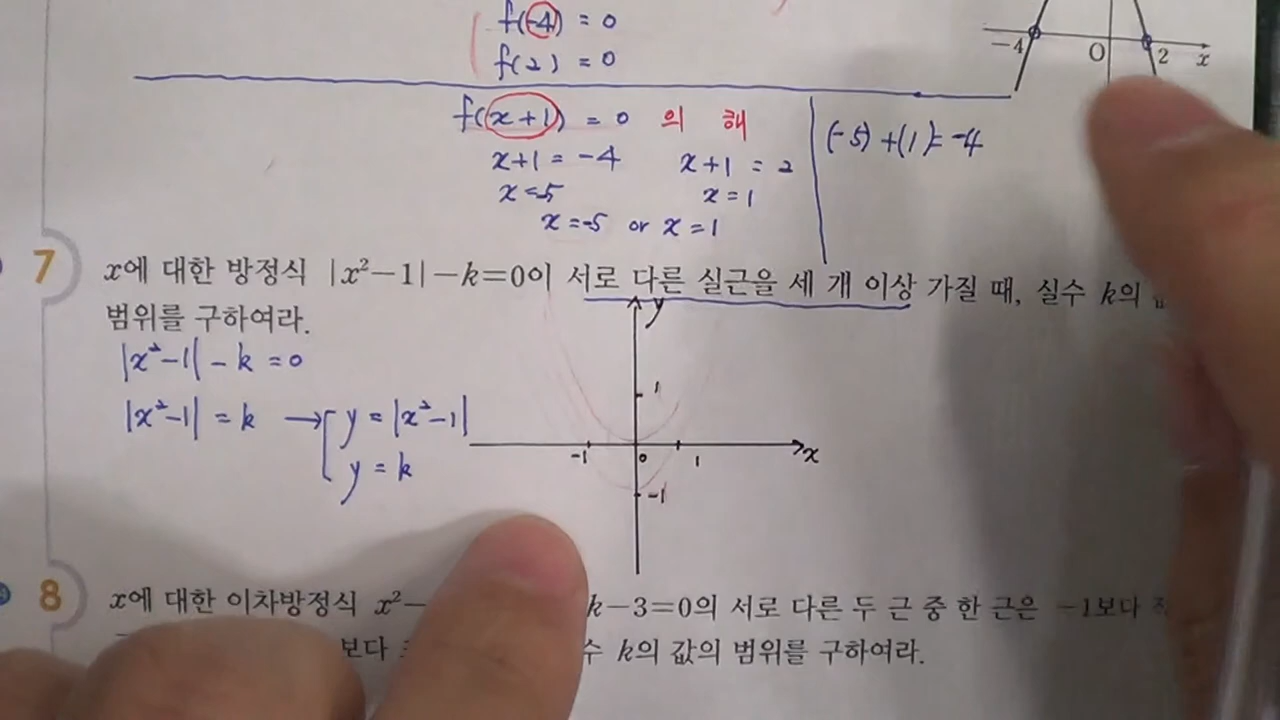 f(-4) = 0
f(2) = 0
-4 O 2 x
f(x+1) = 0 의 해
x+1 = -4 x+1 = 2
x=-5 x=1
x=-5 or x=1
(-5)+(1)=-4
7 x에 대한 방정식 |x²-1|-k=0이 서로 다른 실근을 세 개 이상 가질 때, 실수 k의
범위를 구하여라.
|x²-1|-k=0
|x²-1|=k → y=|x²-1|
y=k
y
1
-1 0 1 x
-1
8 x에 대한 이차방정식 x²- k-3=0의 서로 다른 두 근 중 한 근은 -1보다
보다 k의 값의 범위를 구하여라.